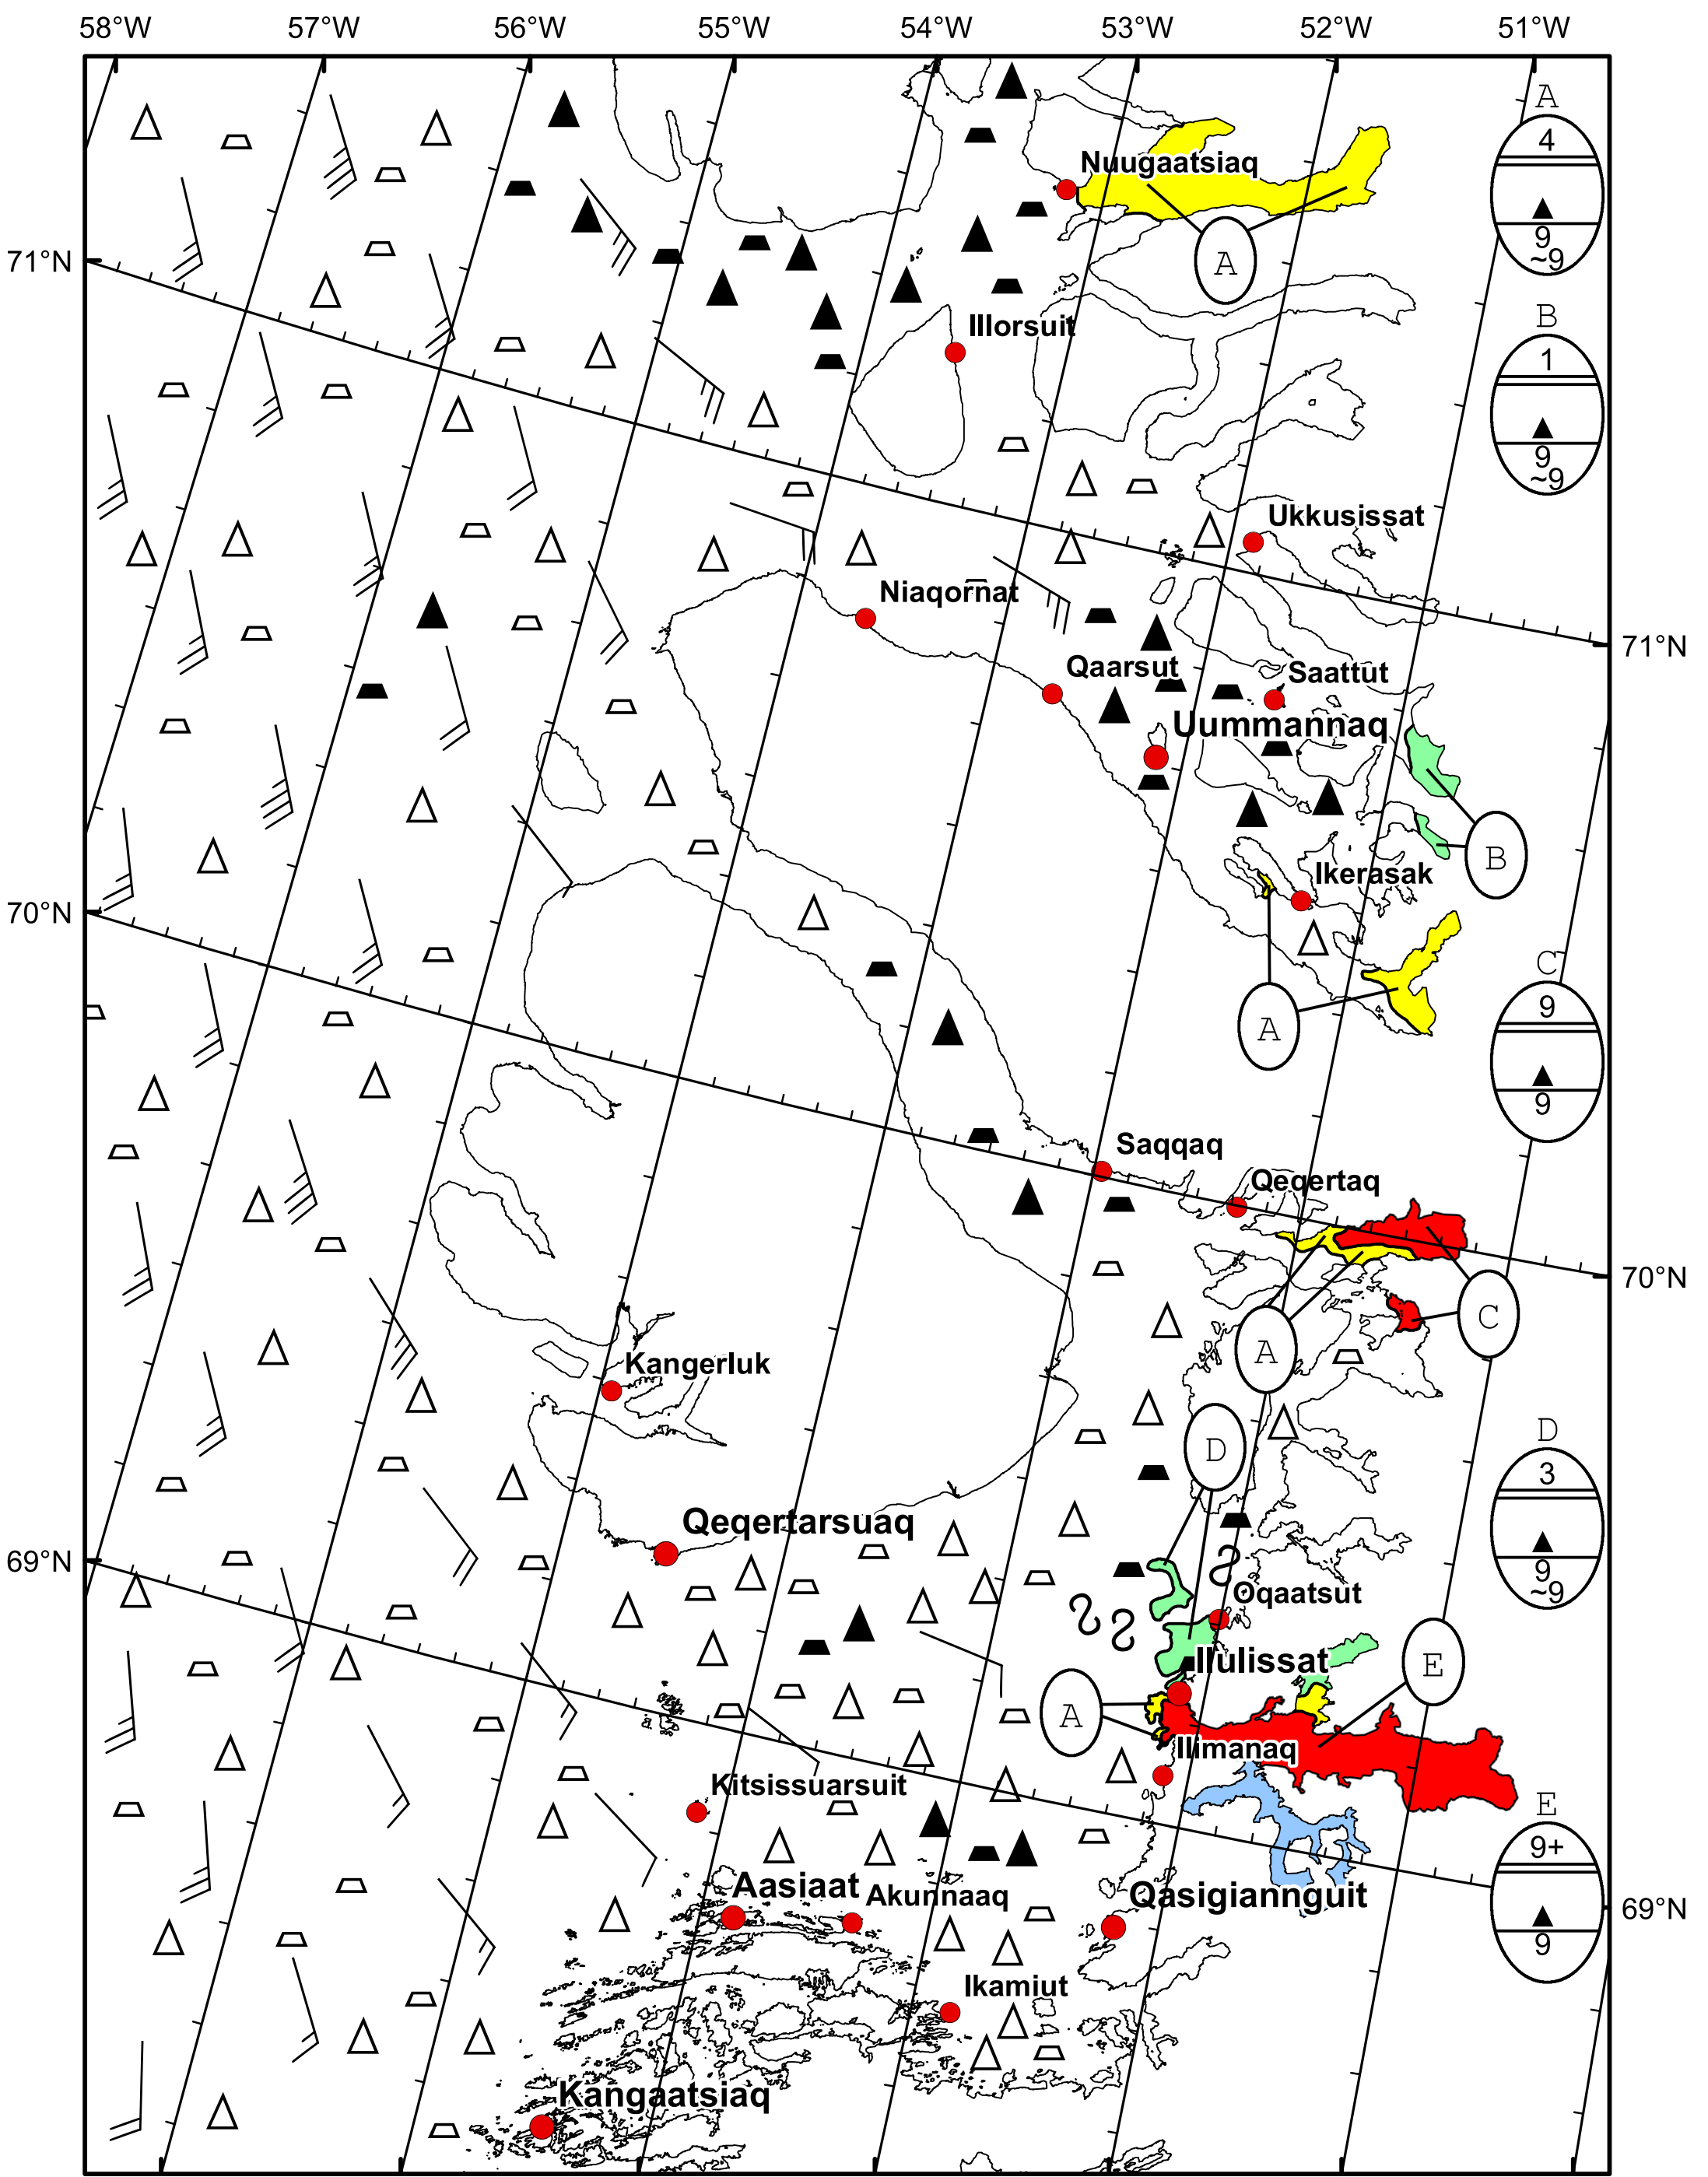 58°W 57°W 56°W 55°W 54°W 53°W 52°W 51°W
A
4
9
~9
Nuugaatsiaq
A
71°N
B
1
9
~9
Illorsuit
Ukkusissat
Niaqornat
71°N
Qaarsut
Saattut
Uummannaq
B
Ikerasak
70°N
C
9
9
A
Saqqaq
Qeqertaq
70°N
C
A
Kangerluk
D
D
3
9
~9
Qeqertarsuaq
69°N
Oqaatsut
Ilulissat
E
A
Ilimanaq
Kitsissuarsuit
E
9+
9
Aasiaat
Akunnaaq
Qasigiannguit
69°N
Ikamiut
Kangaatsiaq